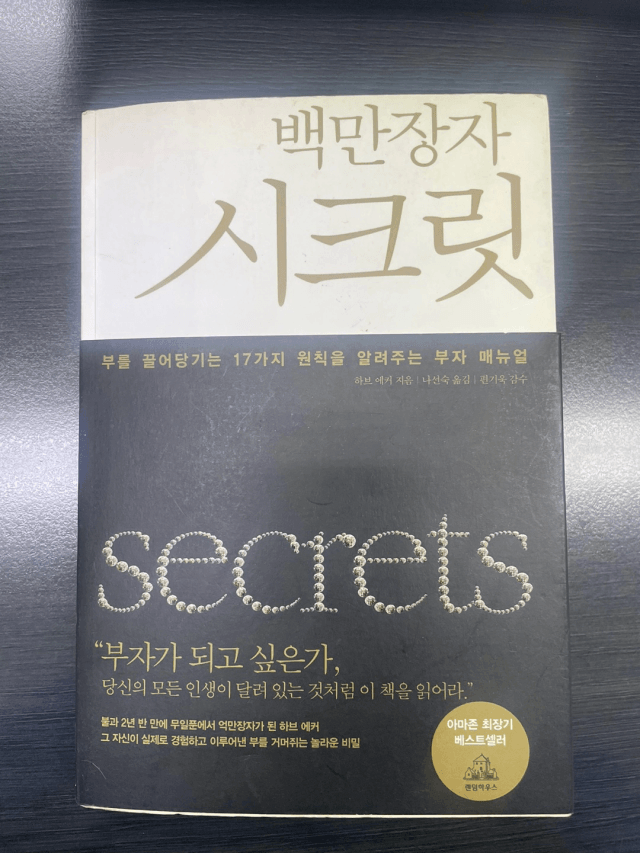 백만장자
시크릿
부를 끌어당기는 17가지 원칙을 알려주는 부자 매뉴얼
하브 에커 지음 | 나선숙 옮김 | 편기욱 감수
secrets
“부자가 되고 싶은가,
당신의 모든 인생이 달려 있는 것처럼 이 책을 읽어라.”
불과 2년 반 만에 무일푼에서 억만장자가 된 하브 에커
그 자신이 실제로 경험하고 이루어낸 부를 거머쥐는 놀라운 비밀
아마존 최장기
베스트셀러
랜덤하우스